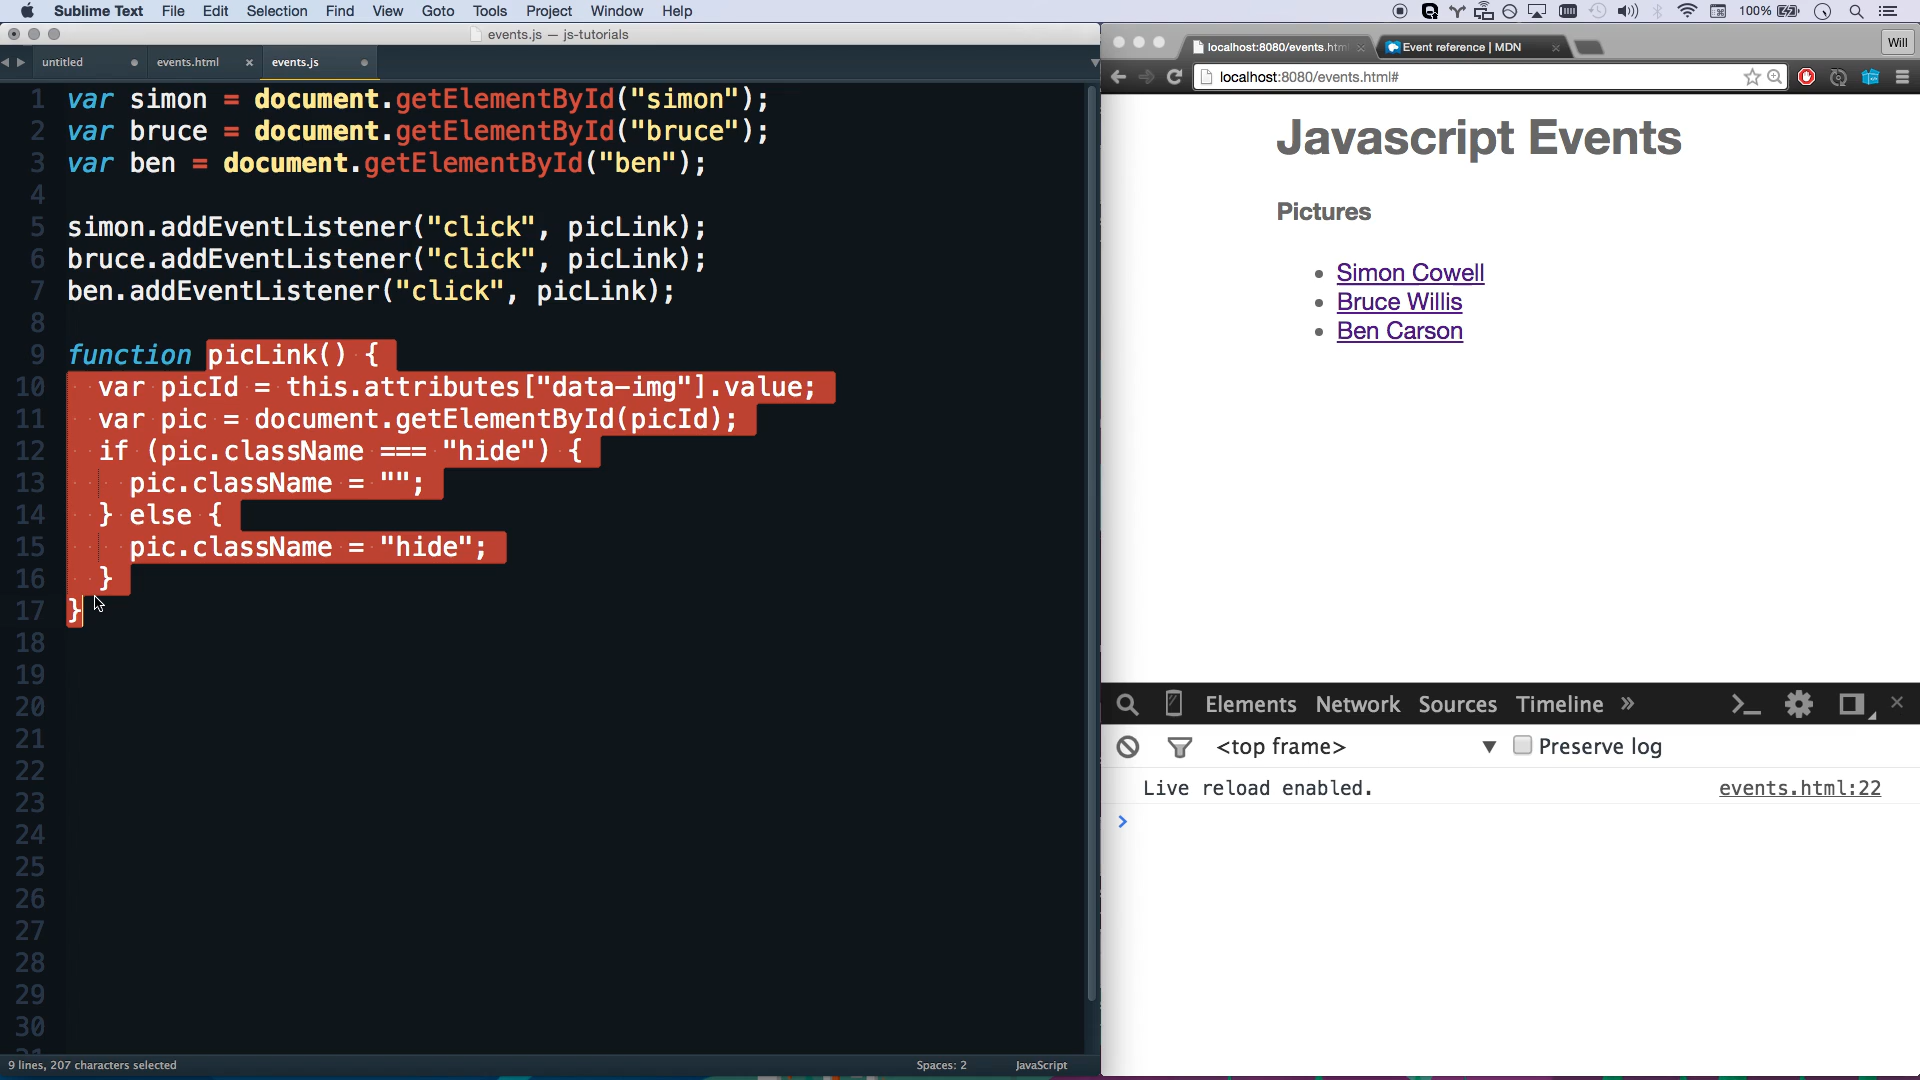 Sublime Text File Edit Selection Find View Goto Tools Project Window Help 100%
events.js — js-tutorials
untitled events.html events.js
1 var simon = document.getElementById("simon");
2 var bruce = document.getElementById("bruce");
3 var ben = document.getElementById("ben");
4
5 simon.addEventListener("click", picLink);
6 bruce.addEventListener("click", picLink);
7 ben.addEventListener("click", picLink);
8
9 function picLink() {
10 var picId = this.attributes["data-img"].value;
11 var pic = document.getElementById(picId);
12 if (pic.className === "hide") {
13 pic.className = "";
14 } else {
15 pic.className = "hide";
16 }
17 }
18
19
20
21
22
23
24
25
26
27
28
29
30
9 lines, 207 characters selected Spaces: 2 JavaScript
localhost:8080/events.html Event reference | MDN Will
localhost:8080/events.html#
Javascript Events
Pictures
Simon Cowell
Bruce Willis
Ben Carson
Elements Network Sources Timeline »
<top frame> Preserve log
Live reload enabled. events.html:22